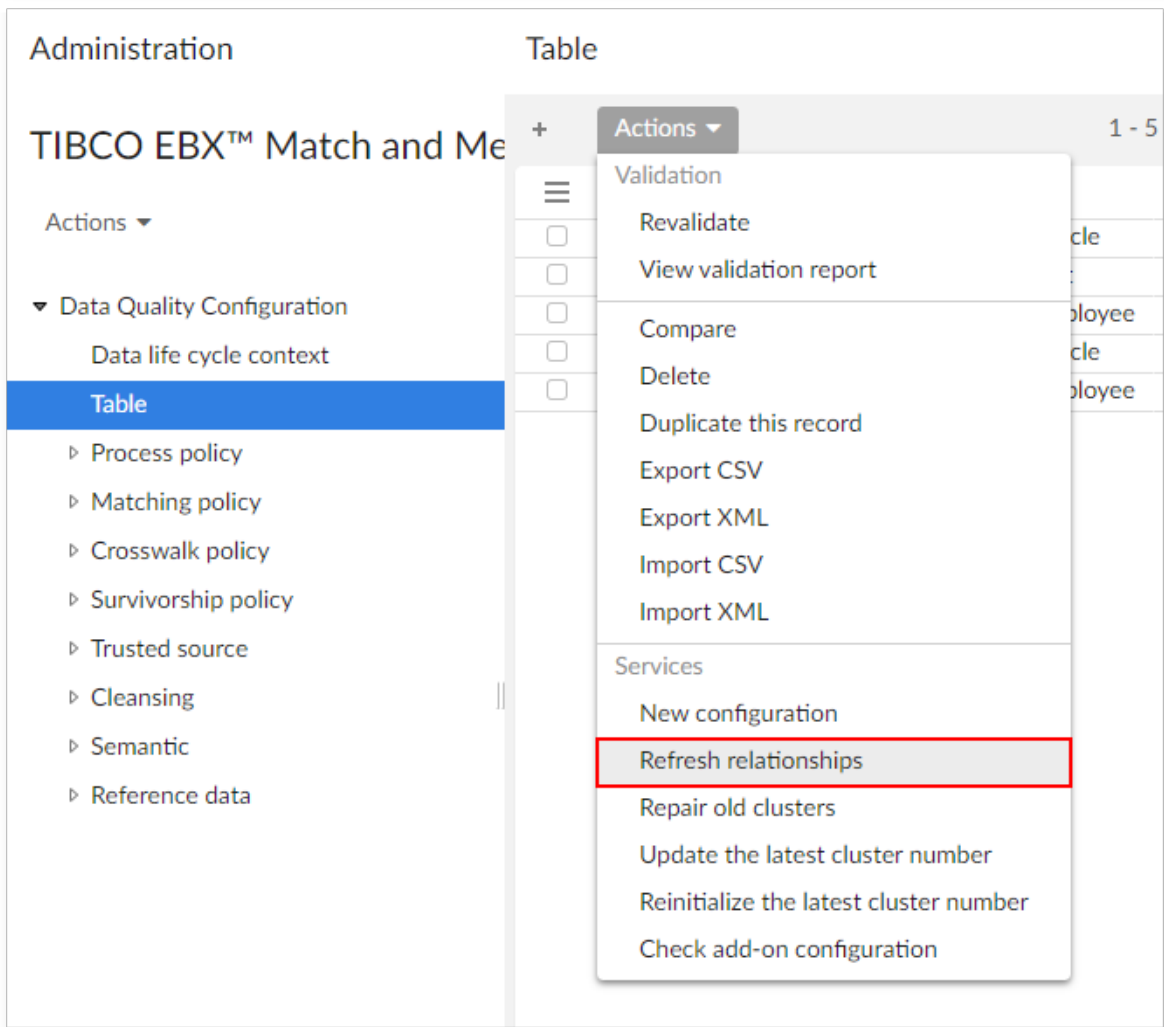 Administration
TIBCO EBX™ Match and Me
Actions
Data Quality Configuration
Data life cycle context
Table
Process policy
Matching policy
Crosswalk policy
Survivorship policy
Trusted source
Cleansing
Semantic
Reference data
Table
+ Actions 1 - 5
Validation
Revalidate
View validation report
Compare
Delete
Duplicate this record
Export CSV
Export XML
Import CSV
Import XML
Services
New configuration
Refresh relationships
Repair old clusters
Update the latest cluster number
Reinitialize the latest cluster number
Check add-on configuration
cle
ployee
cle
ployee